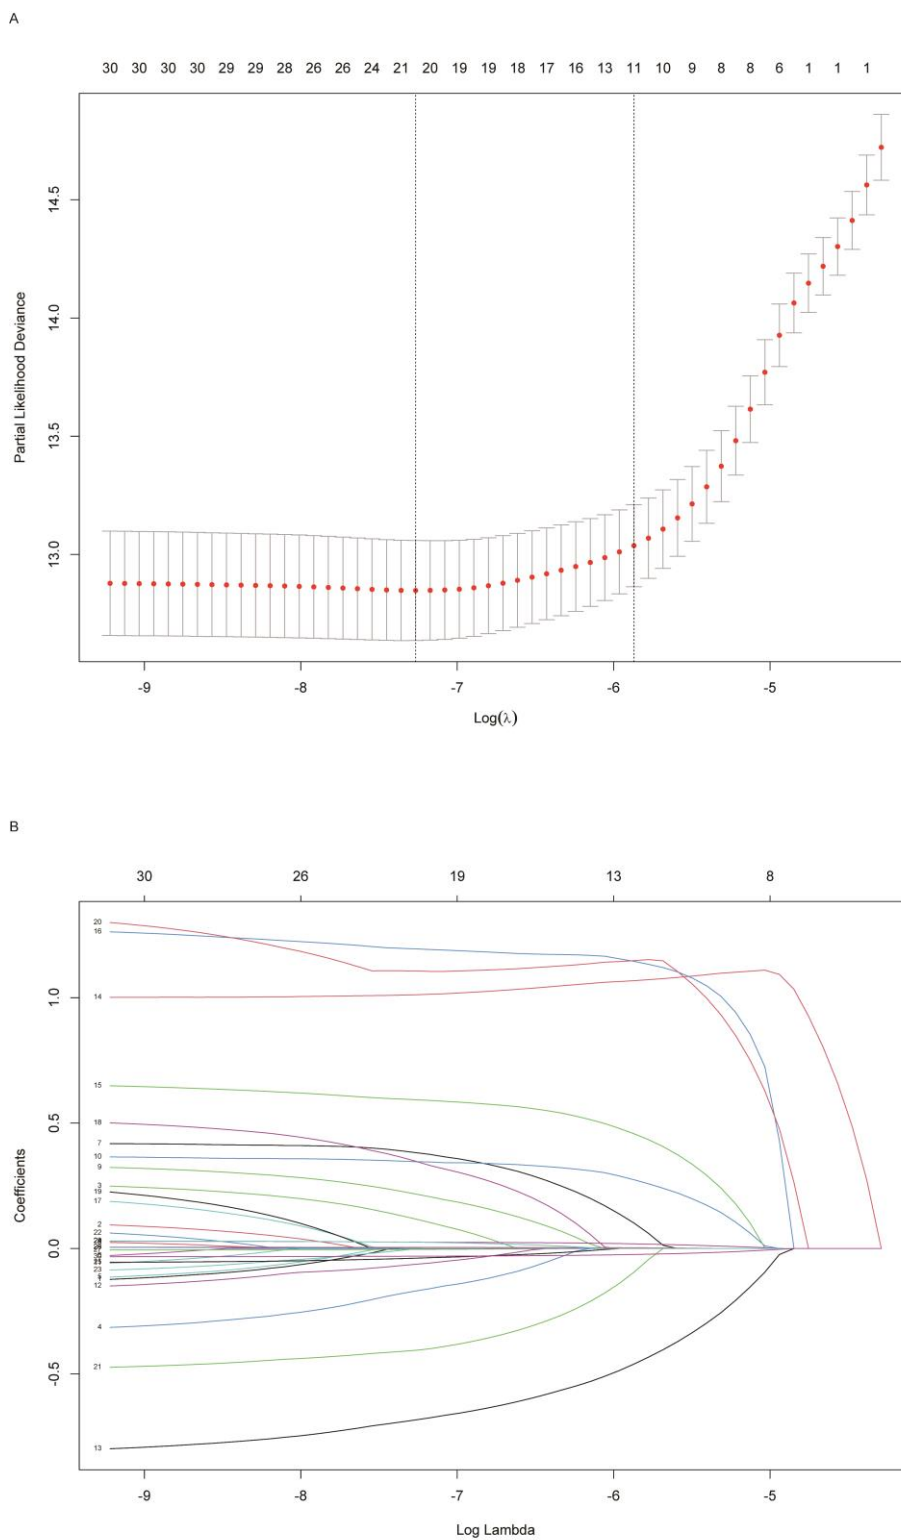 A
30 30 30 30 29 29 28 26 26 24 21 20 19 19 18 17 16 13 11 10 9 8 8 6 1 1 1
14.5
14.0
13.5
13.0
Partial Likelihood Deviance
-9 -8 -7 -6 -5
Log(λ)
B
30 26 19 13 8
20
16
1.0
14
15
0.5
18
7
10
9
3
19
17
2
22
0.0
23
12
4
21
-0.5
13
Coefficients
-9 -8 -7 -6 -5
Log Lambda